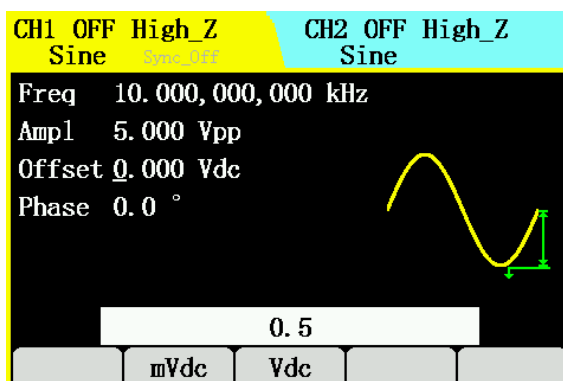 CH1 OFF High_Z CH2 OFF High_Z
Sine Sync_Off Sine
Freq 10.000,000,000 kHz
Ampl 5.000 Vpp
Offset 0.000 Vdc
Phase 0.0 °
0.5
mVdc Vdc